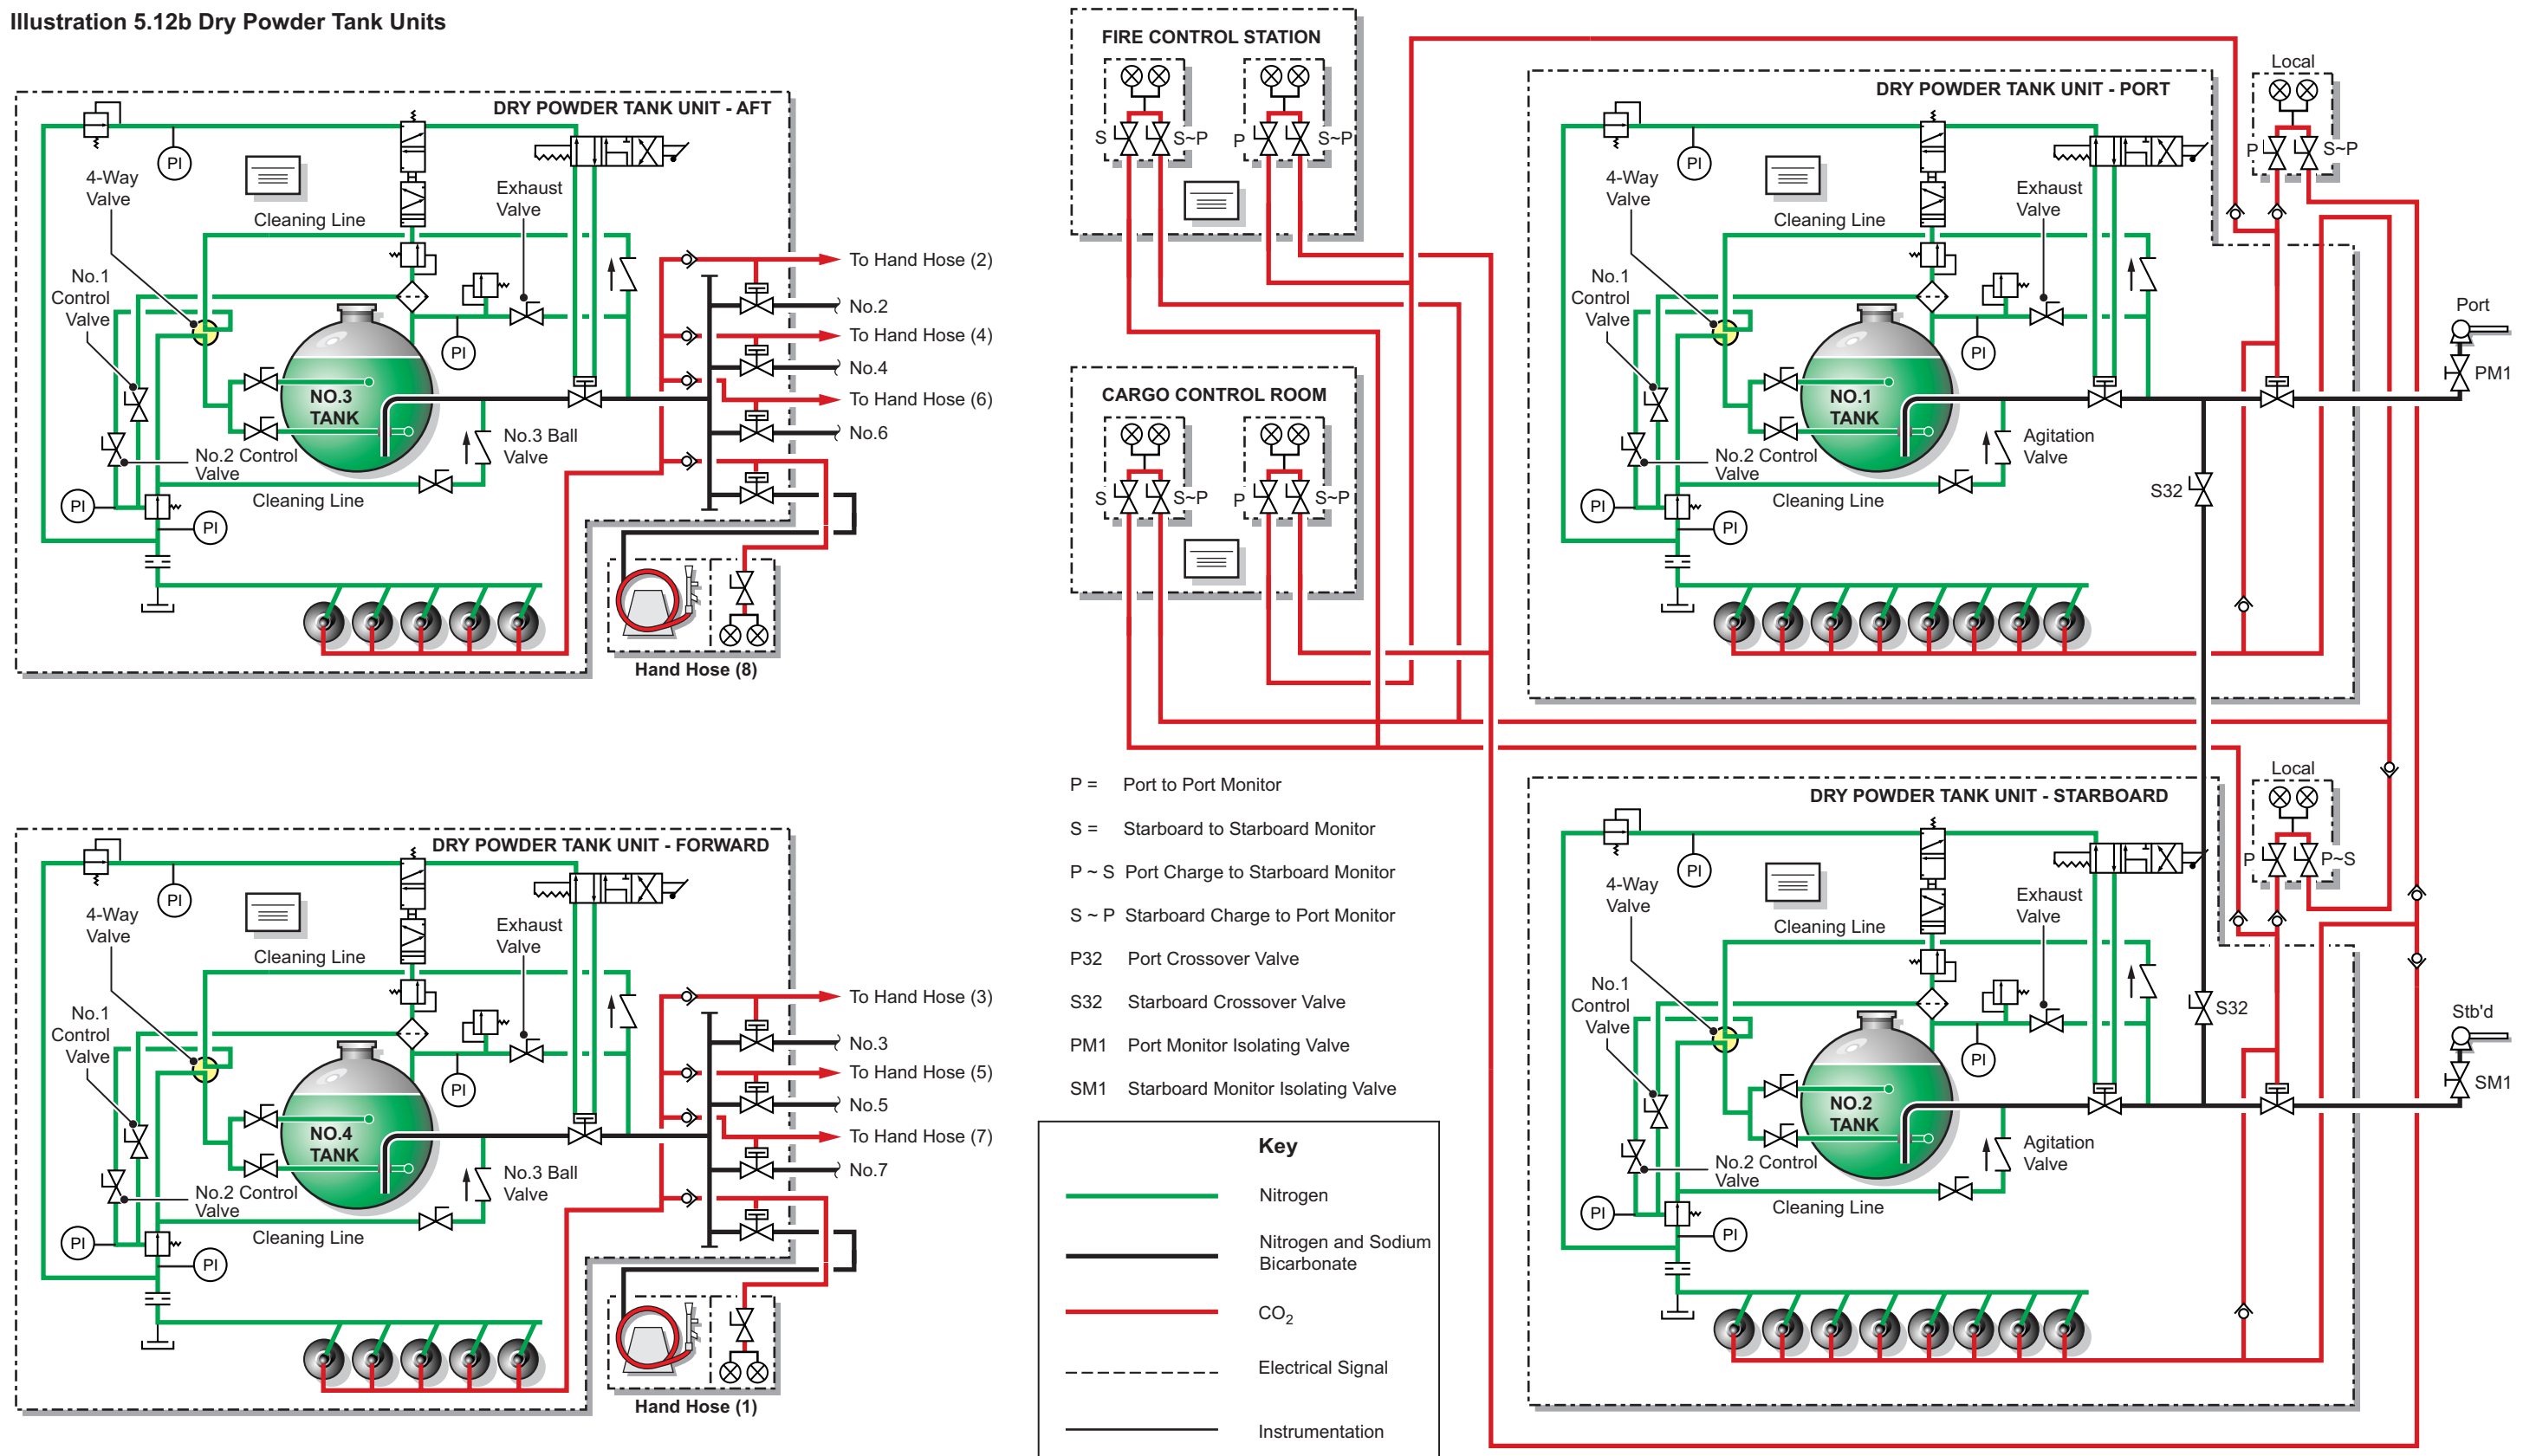 Illustration 5.12b Dry Powder Tank Units
DRY POWDER TANK UNIT - AFT
PI
4-Way
Valve
Cleaning Line
Exhaust
Valve
No.1
Control
Valve
PI
NO.3
TANK
No.2 Control
Valve
No.3 Ball
Valve
Cleaning Line
PI
PI
To Hand Hose (2)
No.2
To Hand Hose (4)
No.4
To Hand Hose (6)
No.6
Hand Hose (8)
DRY POWDER TANK UNIT - FORWARD
PI
4-Way
Valve
Cleaning Line
Exhaust
Valve
No.1
Control
Valve
PI
NO.4
TANK
No.2 Control
Valve
No.3 Ball
Valve
Cleaning Line
PI
PI
To Hand Hose (3)
No.3
To Hand Hose (5)
No.5
To Hand Hose (7)
No.7
Hand Hose (1)
FIRE CONTROL STATION
S
S~P
P
S~P
CARGO CONTROL ROOM
S
S~P
P
S~P
P = Port to Port Monitor
S = Starboard to Starboard Monitor
P ~ S Port Charge to Starboard Monitor
S ~ P Starboard Charge to Port Monitor
P32 Port Crossover Valve
S32 Starboard Crossover Valve
PM1 Port Monitor Isolating Valve
SM1 Starboard Monitor Isolating Valve
Key
Nitrogen
Nitrogen and Sodium
Bicarbonate
CO2
Electrical Signal
Instrumentation
DRY POWDER TANK UNIT - PORT
PI
4-Way
Valve
Cleaning Line
Exhaust
Valve
No.1
Control
Valve
PI
NO.1
TANK
No.2 Control
Valve
Agitation
Valve
Cleaning Line
PI
PI
Local
P
S~P
Port
PM1
S32
DRY POWDER TANK UNIT - STARBOARD
PI
4-Way
Valve
Cleaning Line
Exhaust
Valve
No.1
Control
Valve
PI
NO.2
TANK
No.2 Control
Valve
Agitation
Valve
Cleaning Line
PI
PI
Local
P
P~S
S32
Stb'd
SM1